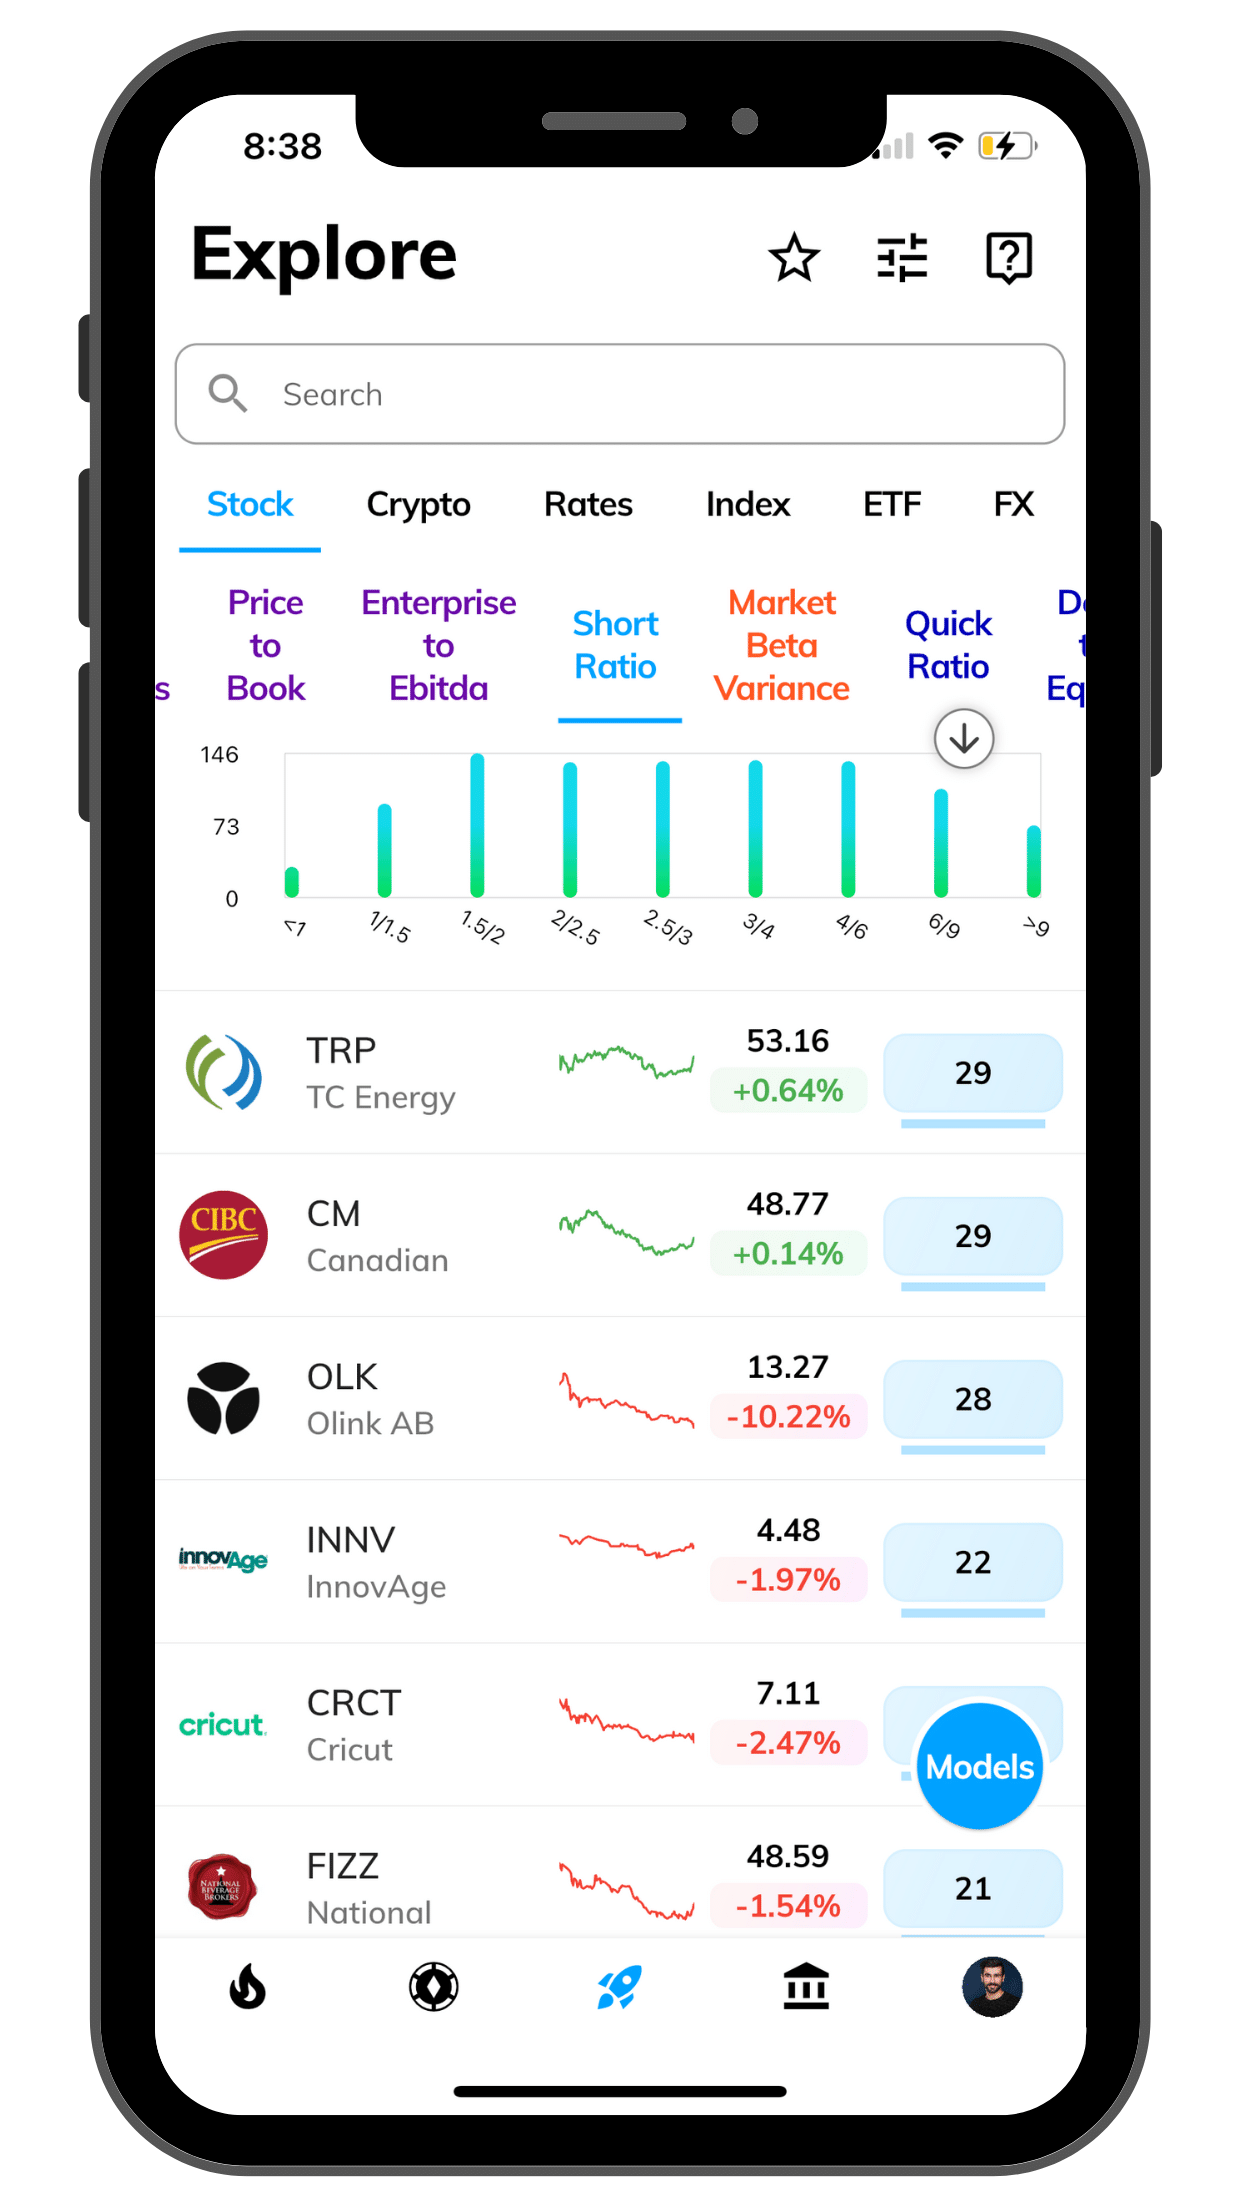 8:38
Explore
Search
Stock Crypto Rates Index ETF FX
s
Price
to
Book
Enterprise
to
Ebitda
Short
Ratio
Market
Beta
Variance
Quick
Ratio
Eq
146
73
0
<1 1/1.5 1.5/2 2/2.5 2.5/3 3/4 4/6 6/9 >9
TRP
TC Energy
53.16
+0.64%
29
CIBC
CM
Canadian
48.77
+0.14%
29
OLK
Olink AB
13.27
-10.22%
28
innovAge
INNV
InnovAge
4.48
-1.97%
22
cricut
CRCT
Cricut
7.11
-2.47%
Models
NATIONAL
BEVERAGE
BROKERS
FIZZ
National
48.59
-1.54%
21